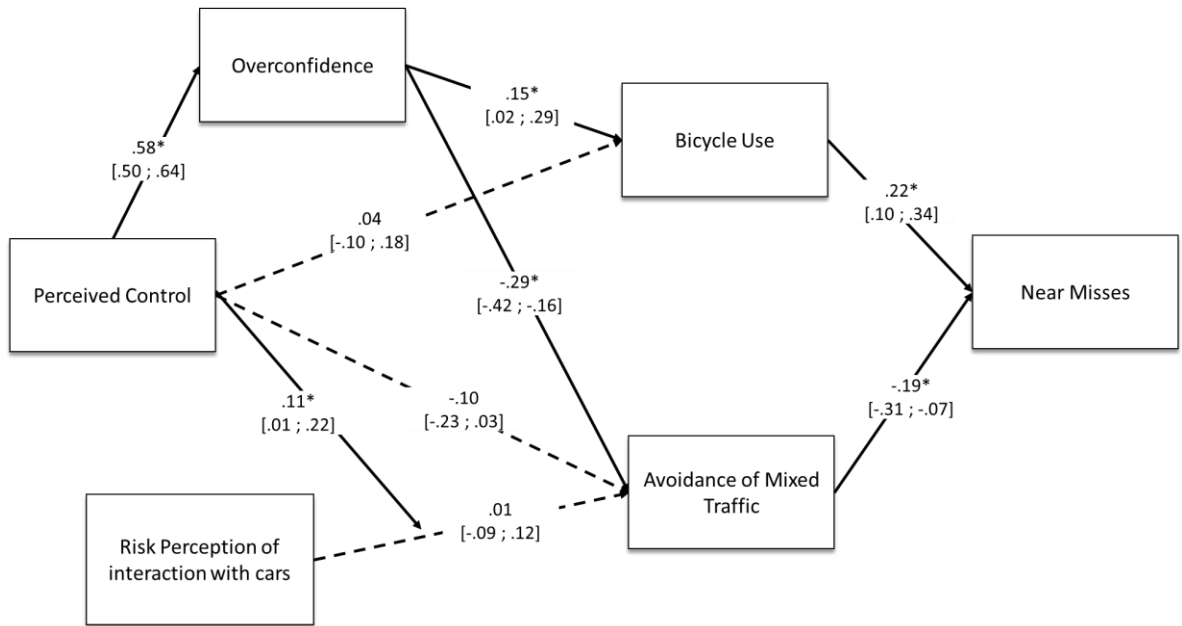 Overconfidence
.15*
[.02 ; .29]
Bicycle Use
.58*
[.50 ; .64]
.22*
[.10 ; .34]
.04
[-.10 ; .18]
Perceived Control
-.29*
[-.42 ; -.16]
Near Misses
.11*
[.01 ; .22]
-.10
[-.23 ; .03]
-.19*
[-.31 ; -.07]
Avoidance of Mixed
Traffic
.01
[-.09 ; .12]
Risk Perception of
interaction with cars